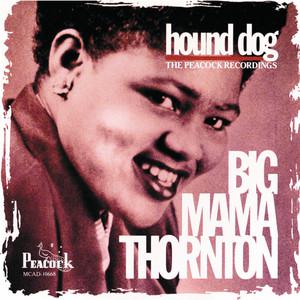 hound dog
THE PEACOCK RECORDINGS
BIG
MAMA
THORNTON
PEACOCK
MCAD-10668